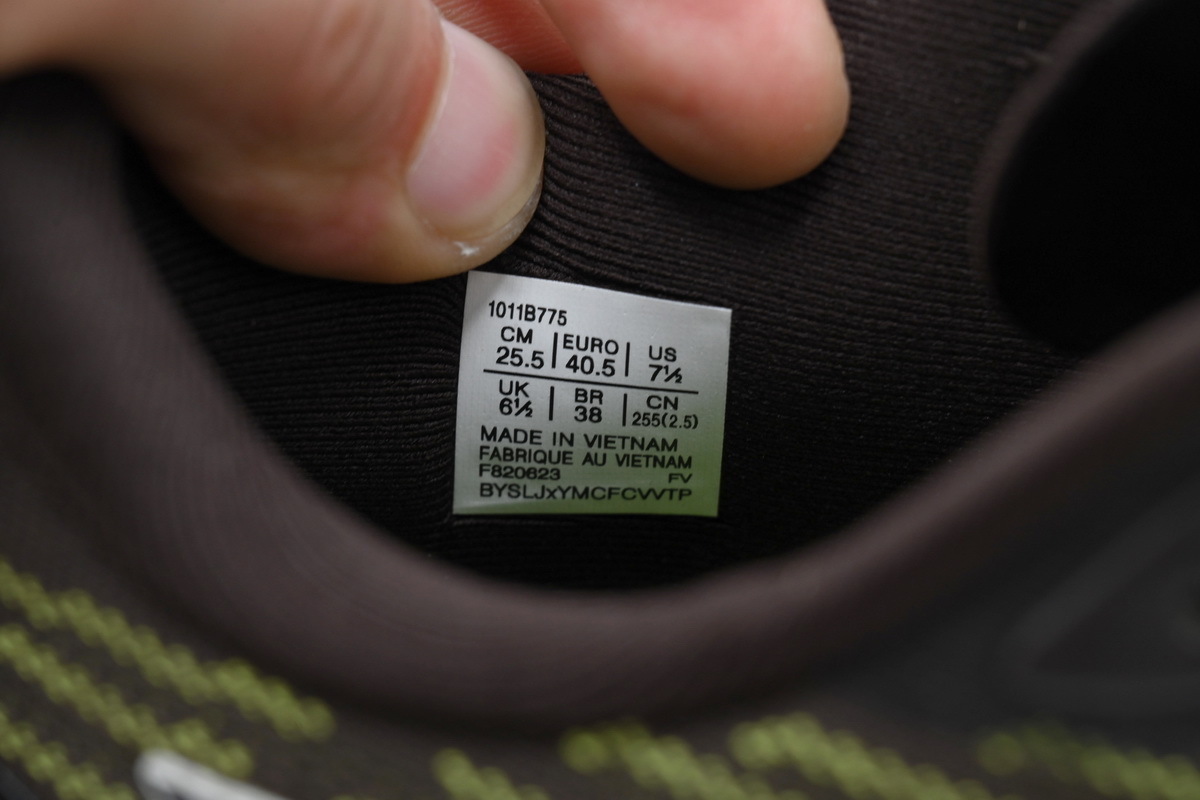 1011B775
CM | EURO | US
25.5 | 40.5 | 7½
UK | BR | CN
6½ | 38 | 255(2.5)
MADE IN VIETNAM
FABRIQUE AU VIETNAM
F820623 FV
BYSLJxYMCFCVVTP